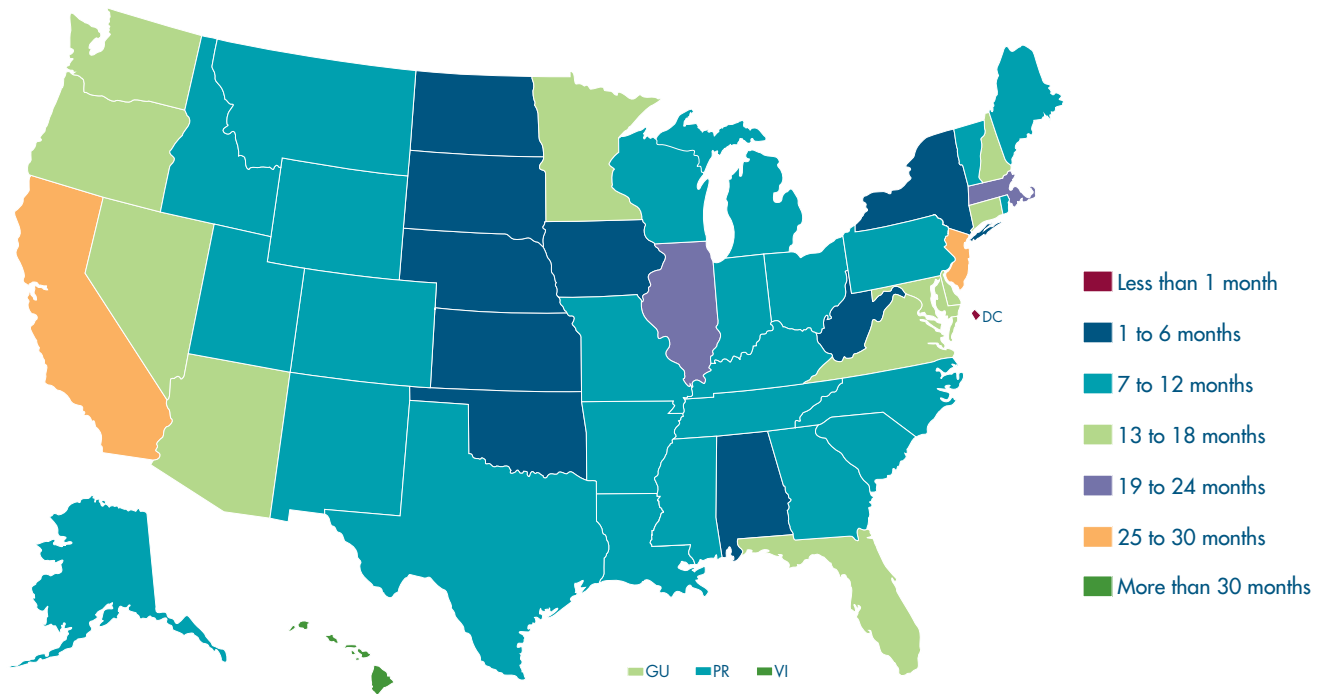 Less than 1 month
DC
1 to 6 months
7 to 12 months
13 to 18 months
19 to 24 months
25 to 30 months
More than 30 months
GU PR VI